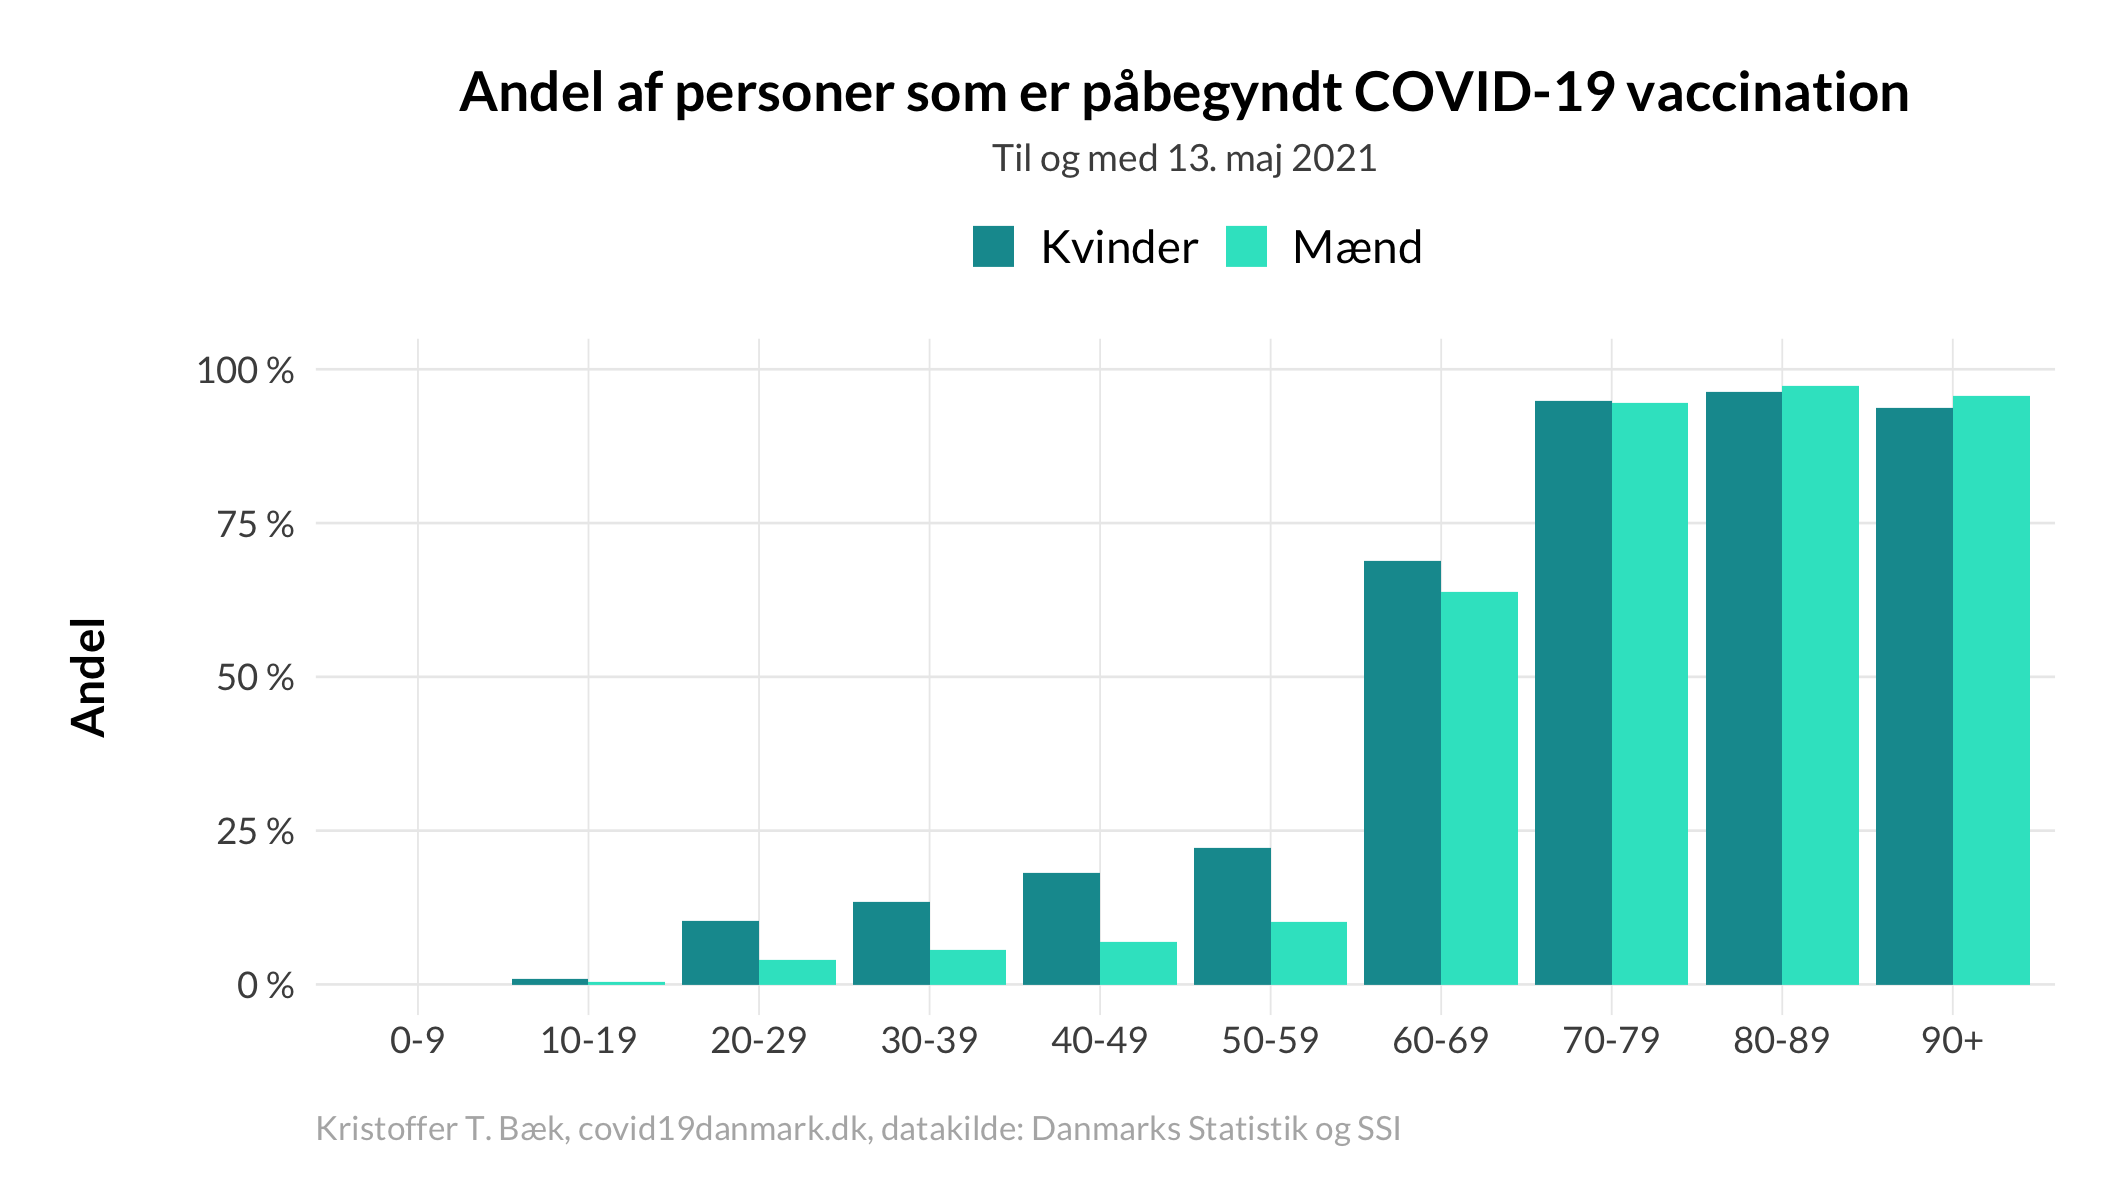 Andel af personer som er påbegyndt COVID-19 vaccination
Til og med 13. maj 2021
Kvinder Mænd
Andel
100 %
75 %
50 %
25 %
0 %
0-9 10-19 20-29 30-39 40-49 50-59 60-69 70-79 80-89 90+
Kristoffer T. Bæk, covid19danmark.dk, datakilde: Danmarks Statistik og SSI